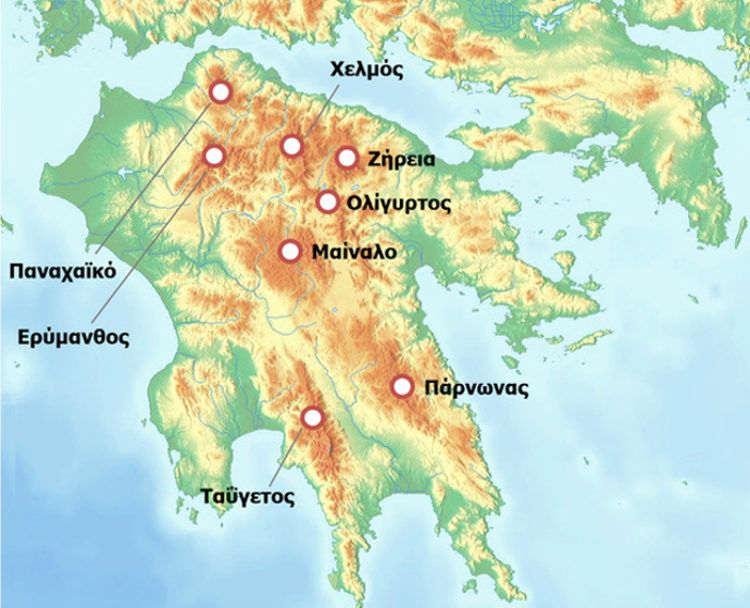 Χελμός
Ζήρεια
Ολίγυρτος
Μαίναλο
Παναχαϊκό
Ερύμανθος
Πάρνωνας
Ταΰγετος